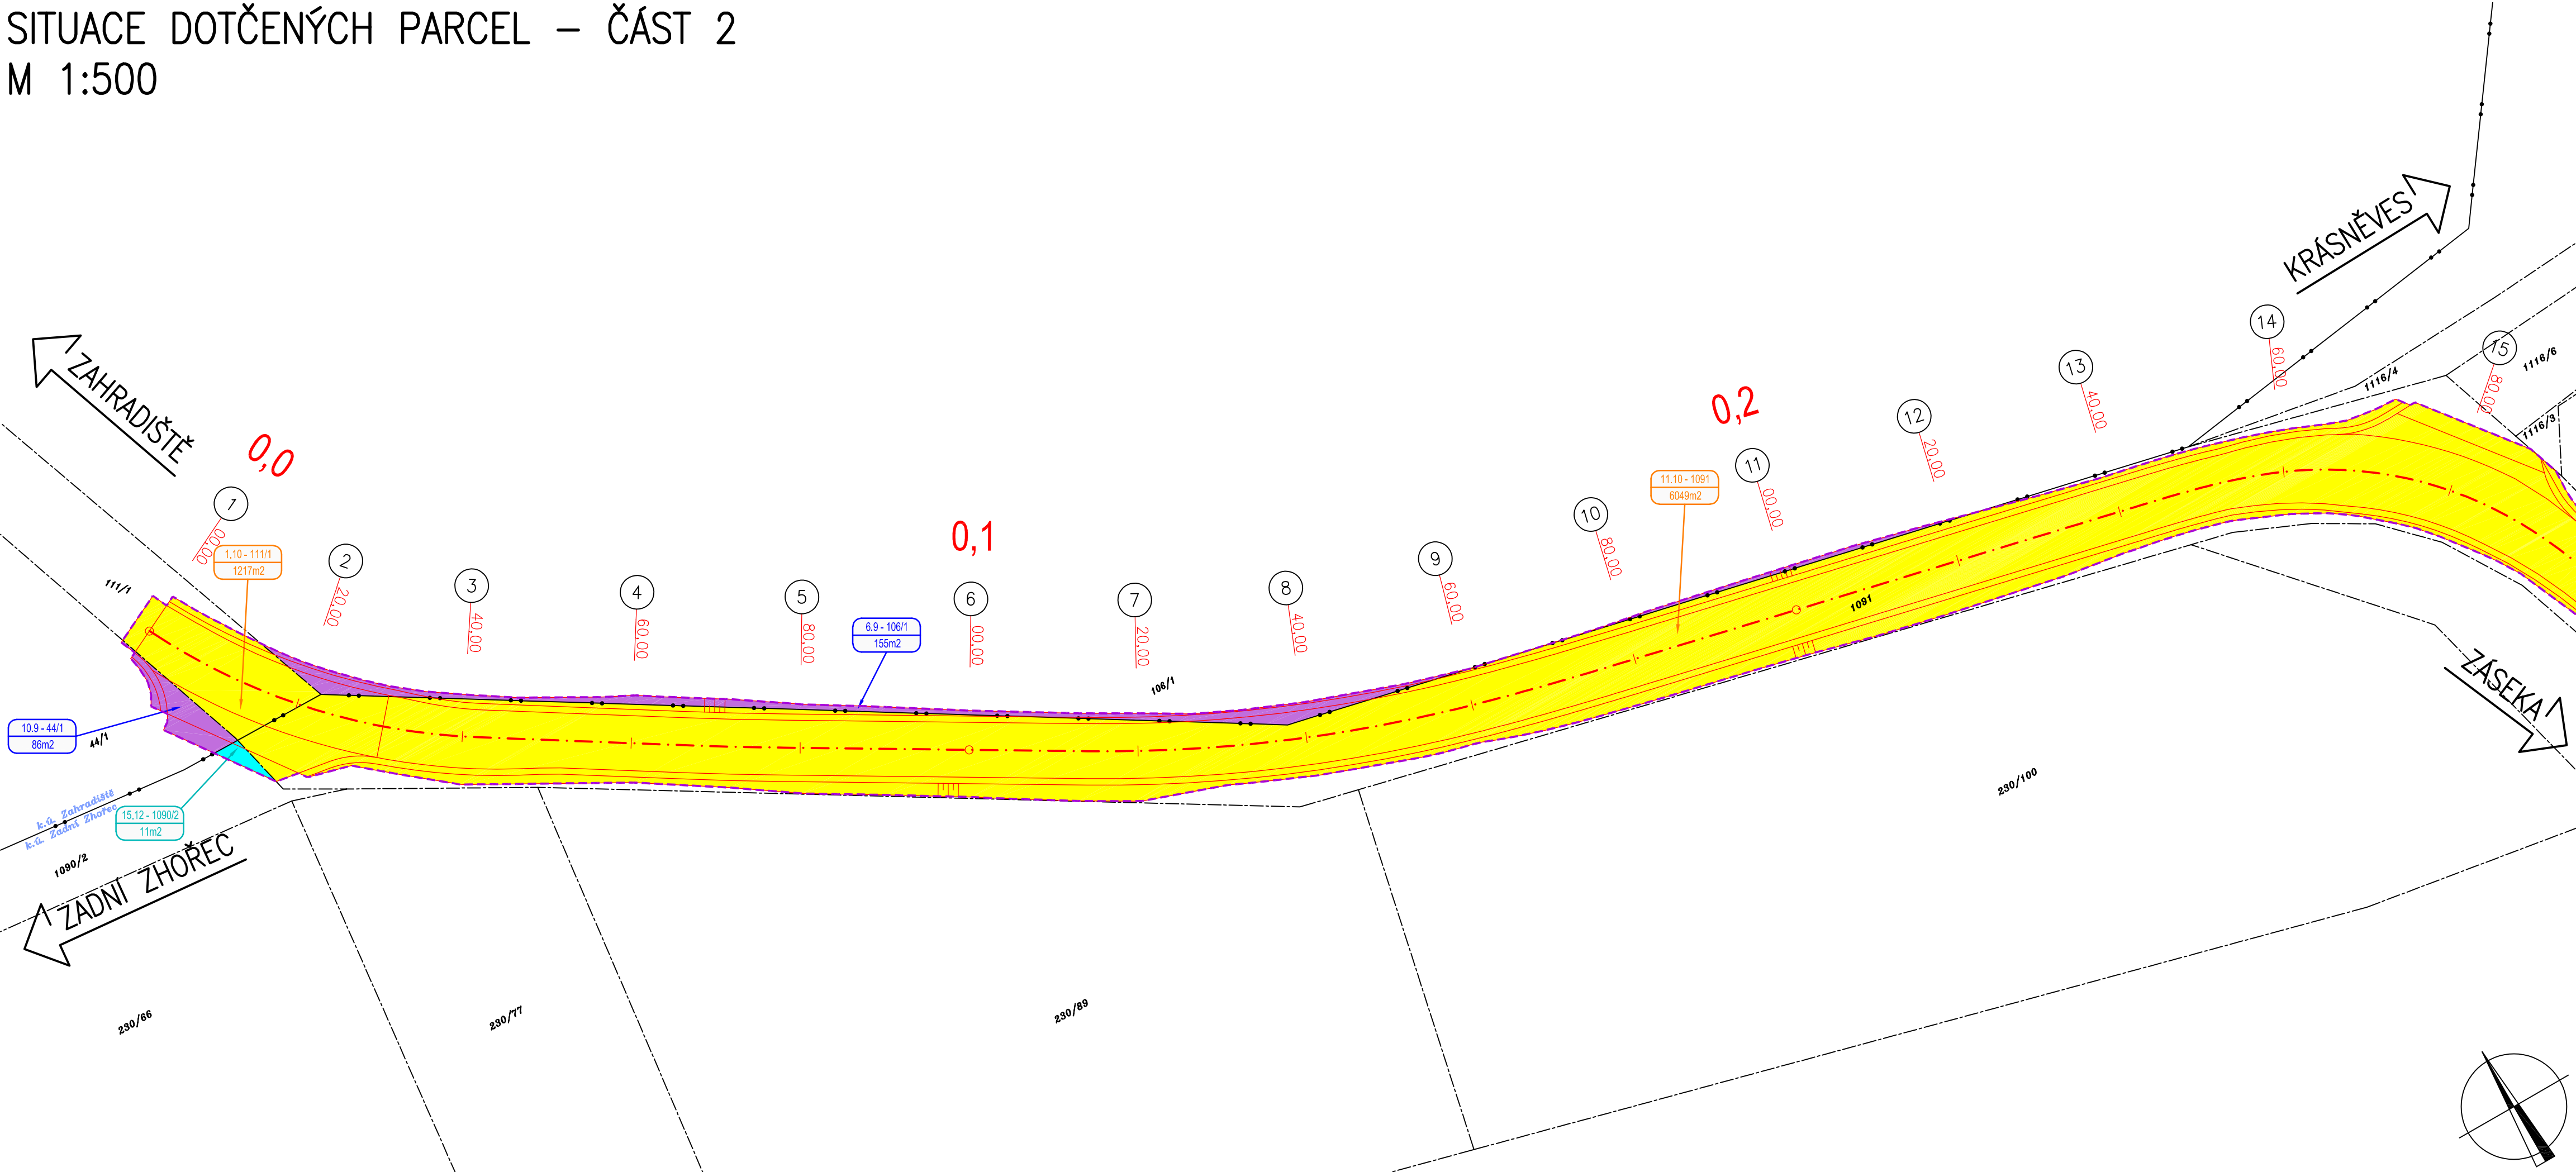 SITUACE DOTČENÝCH PARCEL – ČÁST 2
M 1:500
KRÁSNĚVES
ZAHRADIŠTĚ
ZÁSEKA
ZADNÍ ZHOŘEC
0,0
0,1
0,2
1
00,00
2
20,00
3
40,00
4
60,00
5
80,00
6
00,00
7
20,00
8
40,00
9
60,00
10
80,00
11
00,00
12
20,00
13
40,00
14
60,00
15
80,00
1.10 - 111/1
1217m2
6.9 - 106/1
155m2
11.10 - 1091
6049m2
10.9 - 44/1
86m2
15.12 - 1090/2
11m2
111/1
44/1
k.ú. Zahradiště
k.ú. Zadní Zhořec
1090/2
106/1
1091
1116/4
1116/6
1116/3
230/66
230/77
230/89
230/100